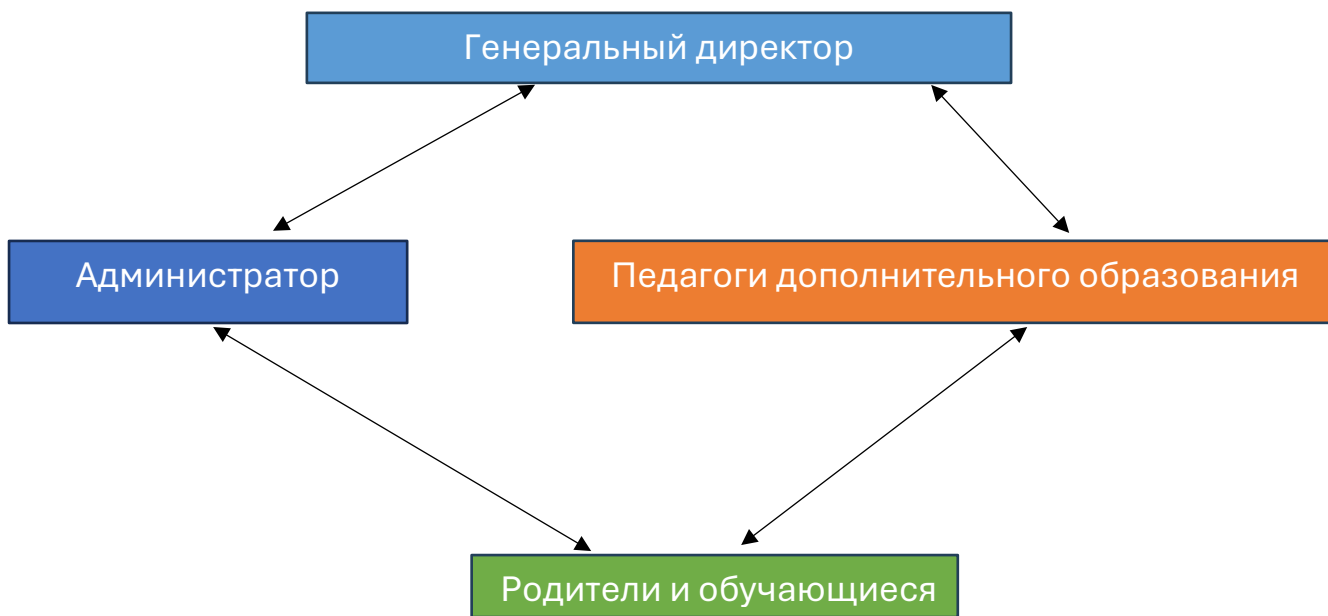 Генеральный директор
Администратор
Педагоги дополнительного образования
Родители и обучающиеся